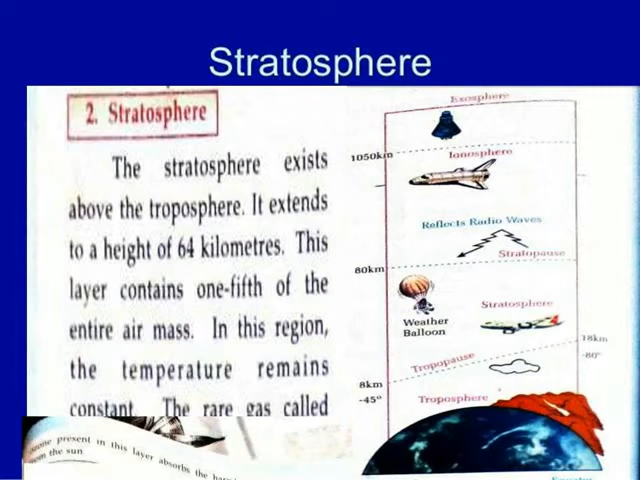 Stratosphere
2. Stratosphere
The stratosphere exists
above the troposphere. It extends
to a height of 64 kilometres. This
layer contains one-fifth of the
entire air mass. In this region,
the temperature remains
constant. The rare gas called
present in this layer absorbs the
the sun
Exosphere
1050km
Ionosphere
Reflects Radio Waves
Stratopause
80km
Stratosphere
Weather
Balloon
18km
-80°
Tropopause
8km
-45°
Troposphere
Equator